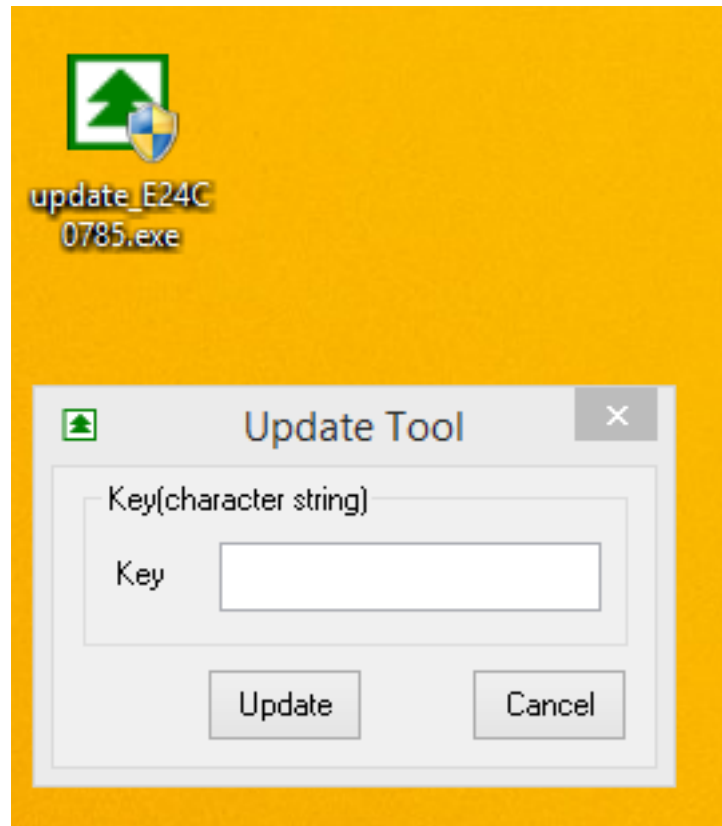 update_E24C
0785.exe
Update Tool
Key(character string)
Key
Update
Cancel